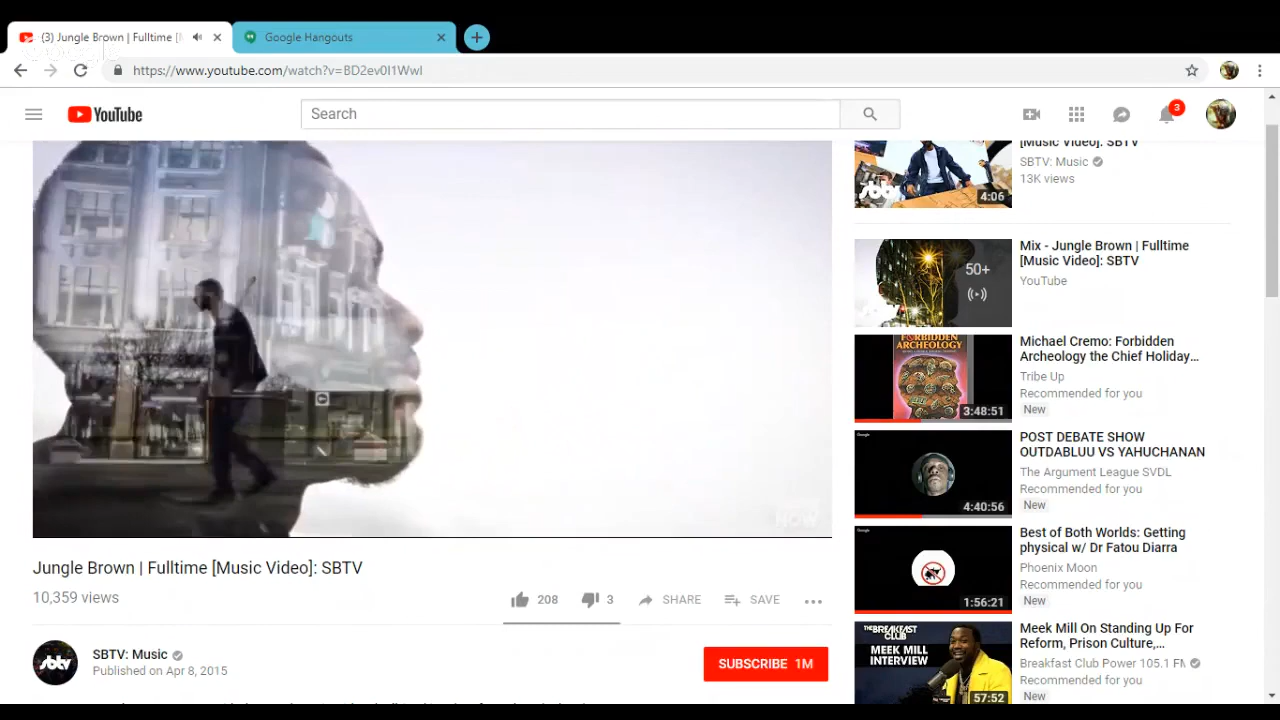 (3) Jungle Brown | Fulltime [M
Google Hangouts
https://www.youtube.com/watch?v=BD2ev0I1WwI
YouTube
Search
3
[Music Video]: SBTV
SBTV: Music
13K views
sbtv
4:06
Mix - Jungle Brown | Fulltime
[Music Video]: SBTV
YouTube
50+
FORBIDDEN
ARCHEOLOGY
3:48:51
Michael Cremo: Forbidden
Archeology the Chief Holiday...
Tribe Up
Recommended for you
New
4:40:56
POST DEBATE SHOW
OUTDABLUU VS YAHUCHANAN
The Argument League SVDL
Recommended for you
New
1:56:21
Best of Both Worlds: Getting
physical w/ Dr Fatou Diarra
Phoenix Moon
Recommended for you
New
THE BREAKFAST
CLUB
MEEK MILL
INTERVIEW
57:52
Meek Mill On Standing Up For
Reform, Prison Culture,...
Breakfast Club Power 105.1 FM
Recommended for you
New
NOW
Jungle Brown | Fulltime [Music Video]: SBTV
10,359 views
208
3
SHARE
SAVE
sbtv
SBTV: Music
Published on Apr 8, 2015
SUBSCRIBE 1M